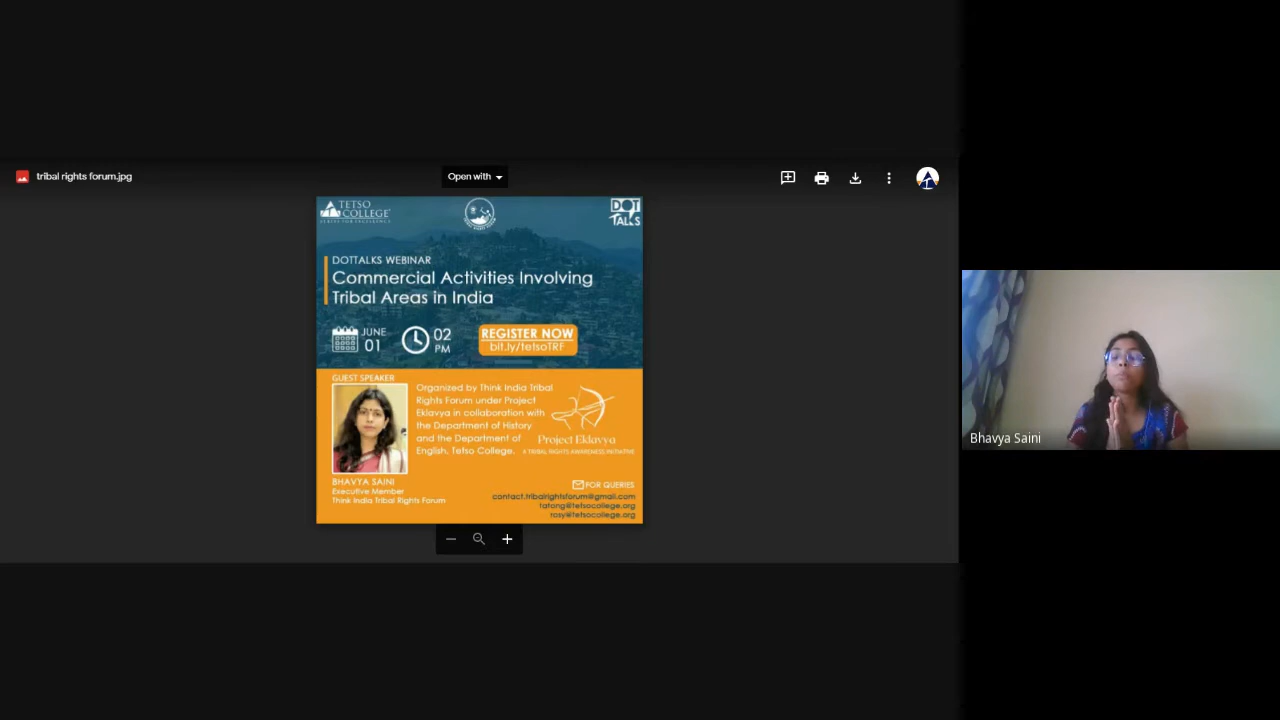 tribal rights forum.jpg
Open with
TETSO
COLLEGE
DOT
TALKS
DOTTALKS WEBINAR
Commercial Activities Involving
Tribal Areas in India
JUNE
01
02
PM
REGISTER NOW
bit.ly/tetsoTRF
GUEST SPEAKER
Organized by Think India Tribal
Rights Forum under Project
Eklavya in collaboration with
the Department of History
and the Department of
English, Tetso College.
Project Eklavya
A TRIBAL RIGHTS AWARENESS INITIATIVE
BHAVYA SAINI
Executive Member
Think India Tribal Rights Forum
FOR QUERIES
contact.tribalrightsforum@gmail.com
tatong@tetsocollege.org
rosy@tetsocollege.org
Bhavya Saini